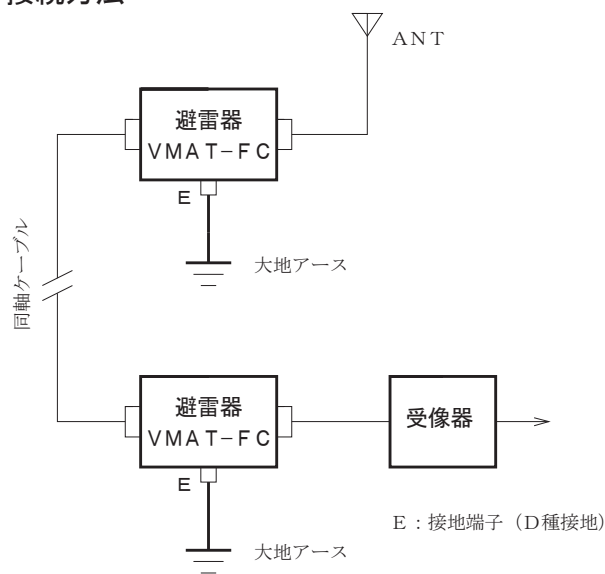 接続方法
ANT
避雷器
VMAT-FC
E
大地アース
同軸ケーブル
避雷器
VMAT-FC
受像器
E
E：接地端子（D種接地）
大地アース